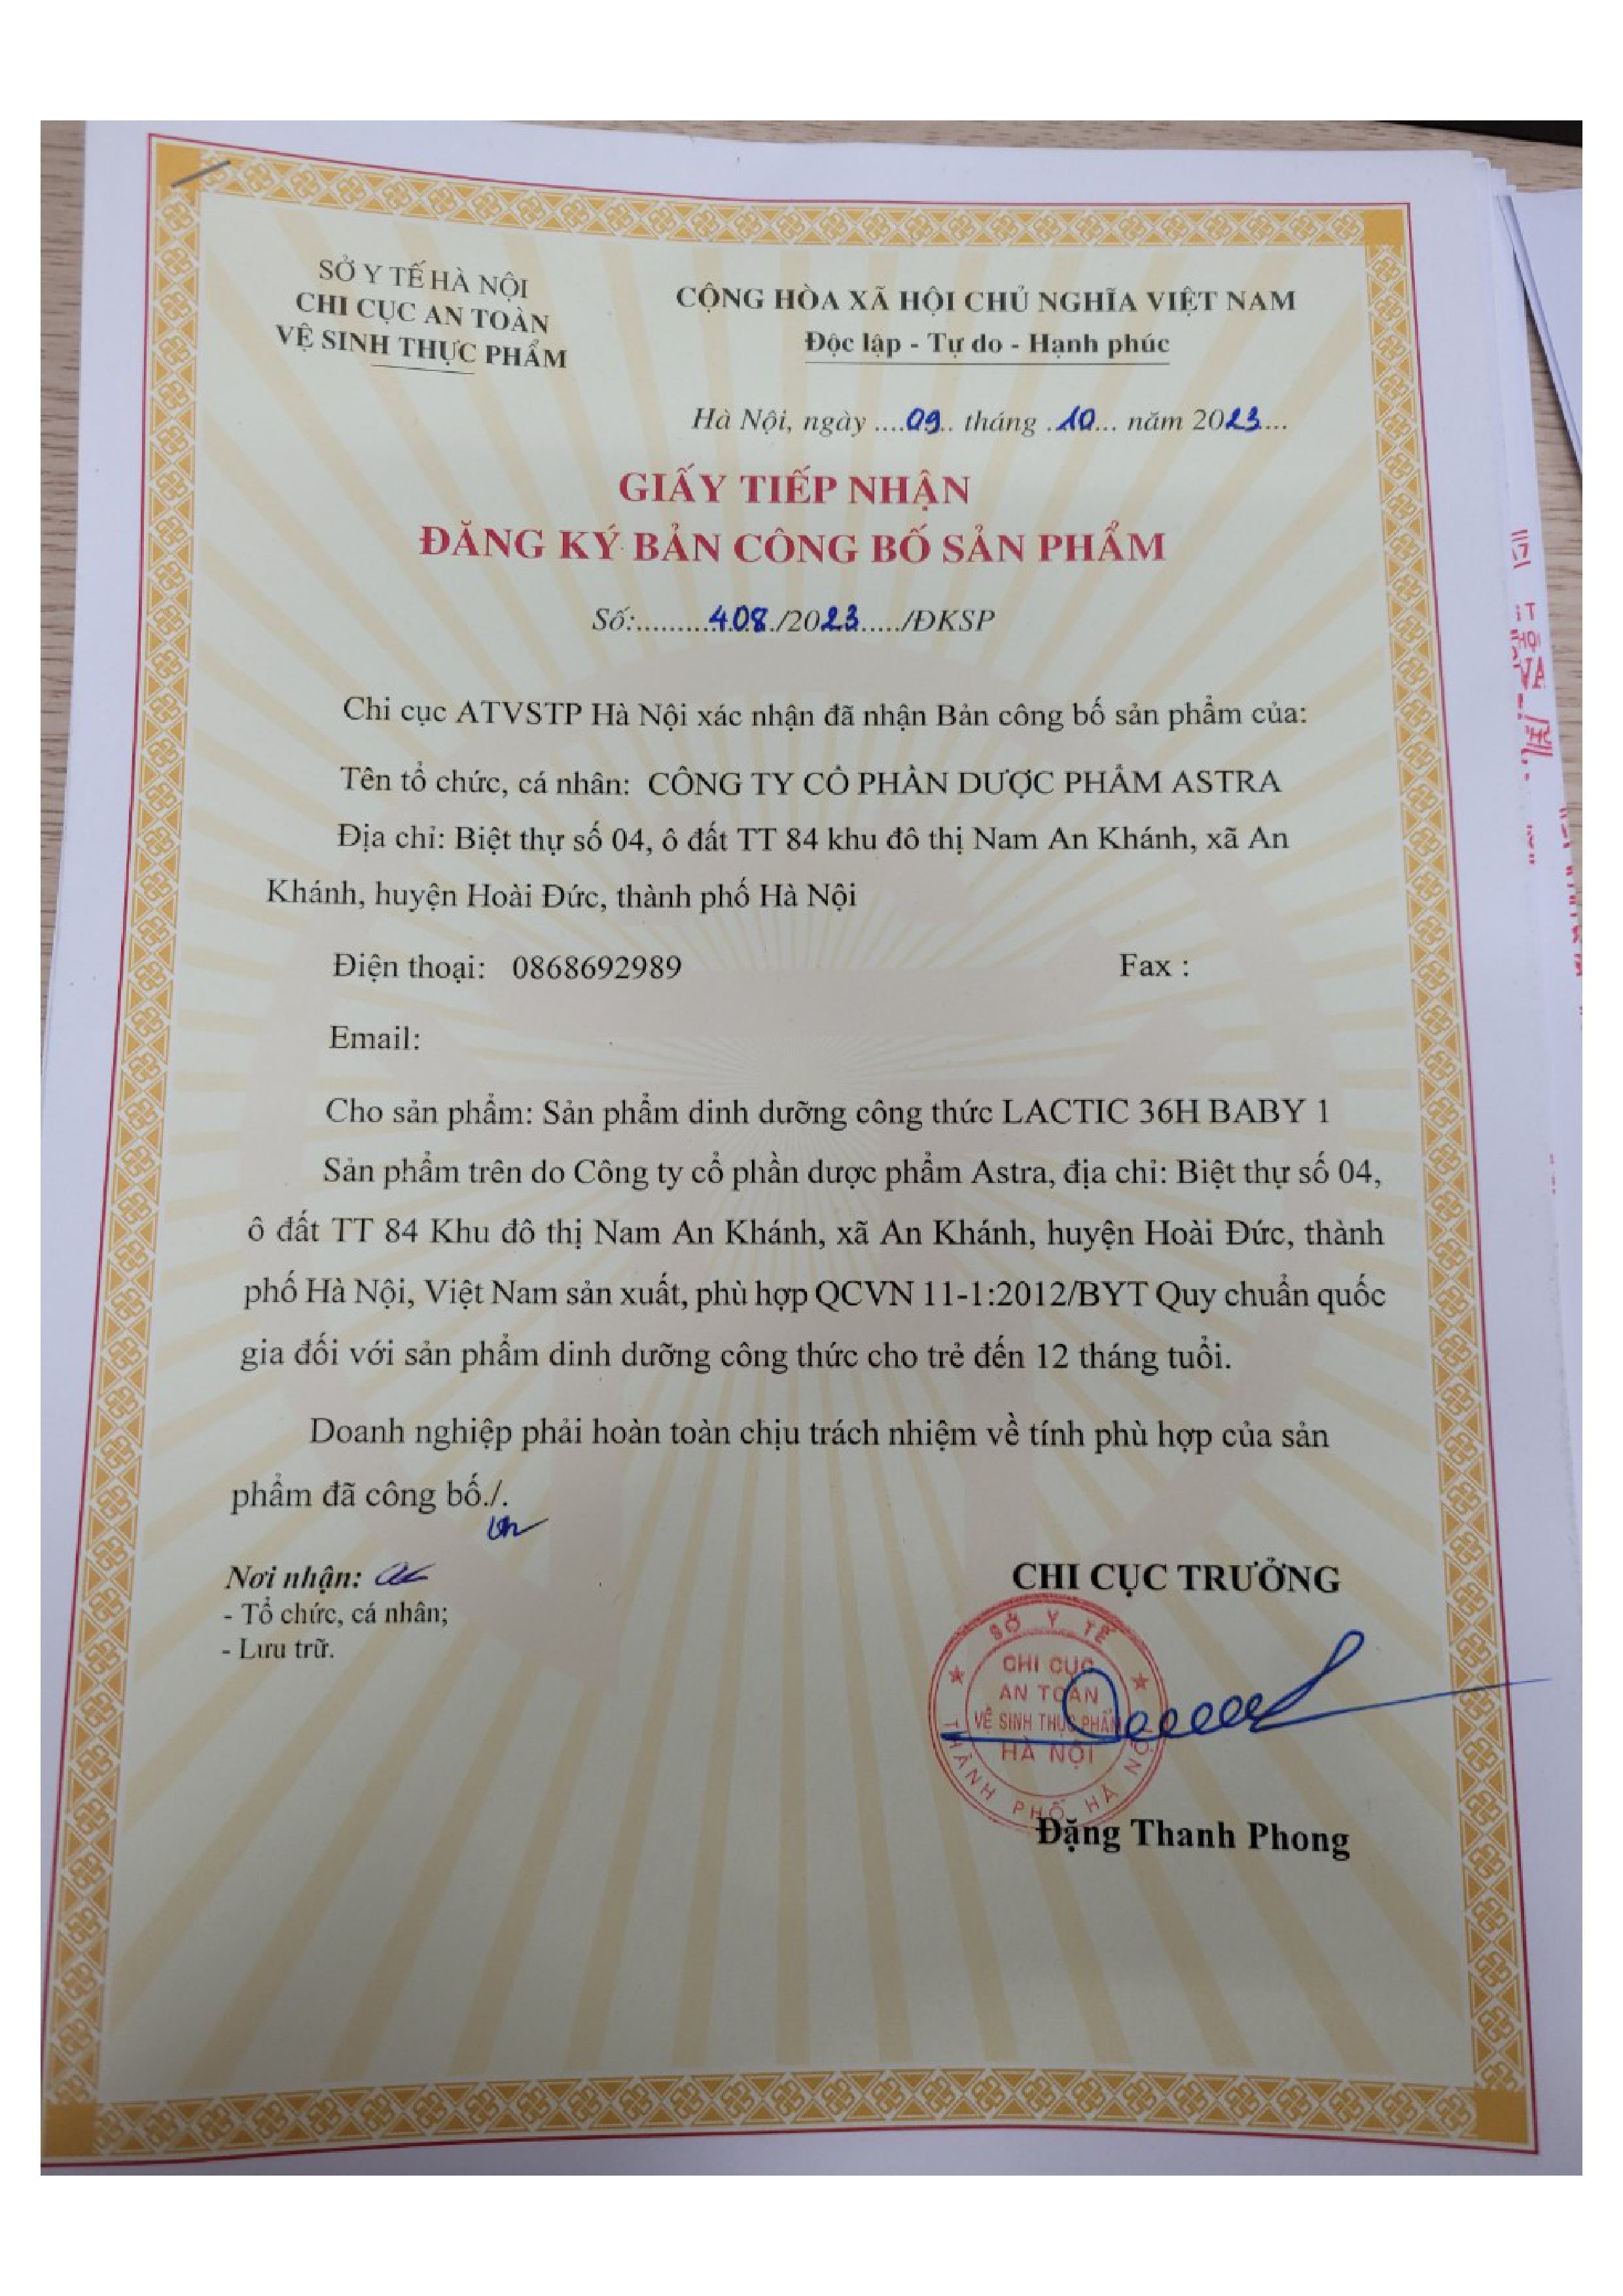 SỞ Y TẾ HÀ NỘI
CHI CỤC AN TOÀN
VỆ SINH THỰC PHẨM
CỘNG HÒA XÃ HỘI CHỦ NGHĨA VIỆT NAM
Độc lập - Tự do - Hạnh phúc
Hà Nội, ngày ....09.. tháng .10... năm 2023....
GIẤY TIẾP NHẬN
ĐĂNG KÝ BẢN CÔNG BỐ SẢN PHẨM
Số:..........408./2023...../ĐKSP
Chi cục ATVSTP Hà Nội xác nhận đã nhận Bản công bố sản phẩm của:
Tên tổ chức, cá nhân: CÔNG TY CỔ PHẦN DƯỢC PHẨM ASTRA
Địa chỉ: Biệt thự số 04, ô đất TT 84 khu đô thị Nam An Khánh, xã An
Khánh, huyện Hoài Đức, thành phố Hà Nội
Điện thoại: 0868692989 Fax :
Email:
Cho sản phẩm: Sản phẩm dinh dưỡng công thức LACTIC 36H BABY 1
Sản phẩm trên do Công ty cổ phần dược phẩm Astra, địa chỉ: Biệt thự số 04,
ô đất TT 84 Khu đô thị Nam An Khánh, xã An Khánh, huyện Hoài Đức, thành
phố Hà Nội, Việt Nam sản xuất, phù hợp QCVN 11-1:2012/BYT Quy chuẩn quốc
gia đối với sản phẩm dinh dưỡng công thức cho trẻ đến 12 tháng tuổi.
Doanh nghiệp phải hoàn toàn chịu trách nhiệm về tính phù hợp của sản
phẩm đã công bố./.
Nơi nhận:
- Tổ chức, cá nhân;
- Lưu trữ.
CHI CỤC TRƯỞNG
SỞ Y TẾ
CHI CỤC
AN TOÀN
VỆ SINH THỰC PHẨM
HÀ NỘI
THÀNH PHỐ HÀ NỘI
Đặng Thanh Phong